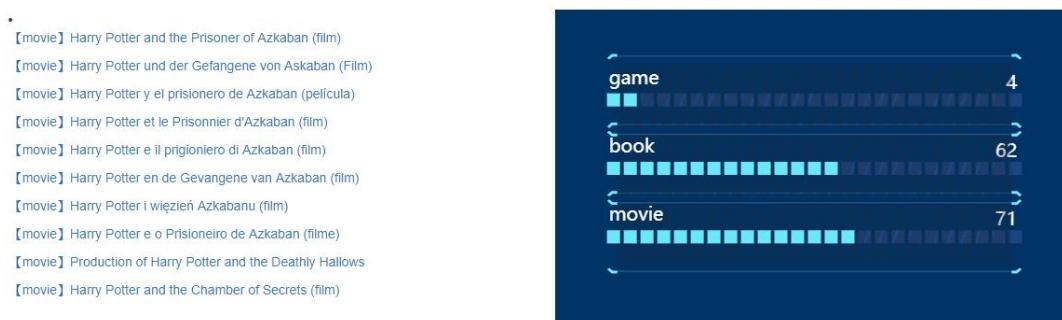 【movie】Harry Potter and the Prisoner of Azkaban (film)
【movie】Harry Potter und der Gefangene von Askaban (Film)
【movie】Harry Potter y el prisionero de Azkaban (película)
【movie】Harry Potter et le Prisonnier d'Azkaban (film)
【movie】Harry Potter e il prigioniero di Azkaban (film)
【movie】Harry Potter en de Gevangene van Azkaban (film)
【movie】Harry Potter i więzień Azkabanu (film)
【movie】Harry Potter e o Prisioneiro de Azkaban (filme)
【movie】Production of Harry Potter and the Deathly Hallows
【movie】Harry Potter and the Chamber of Secrets (film)
game 4
book 62
movie 71